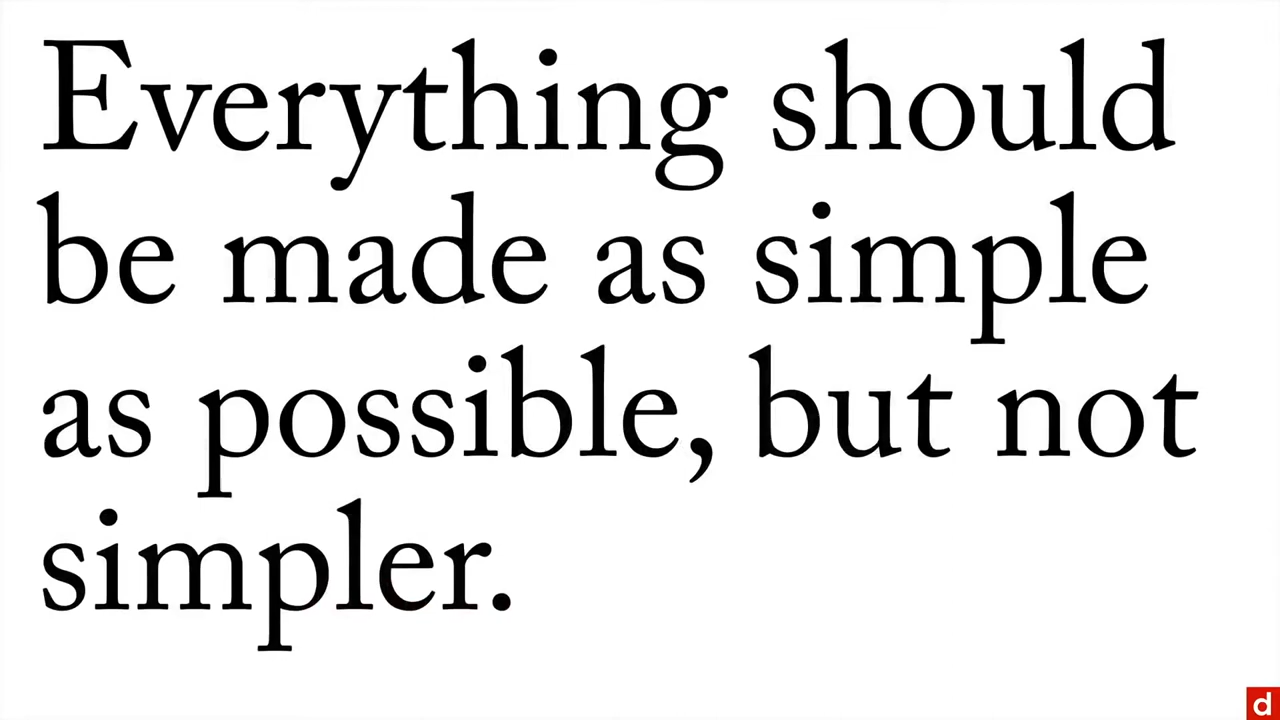 Everything should
be made as simple
as possible, but not
simpler.
d